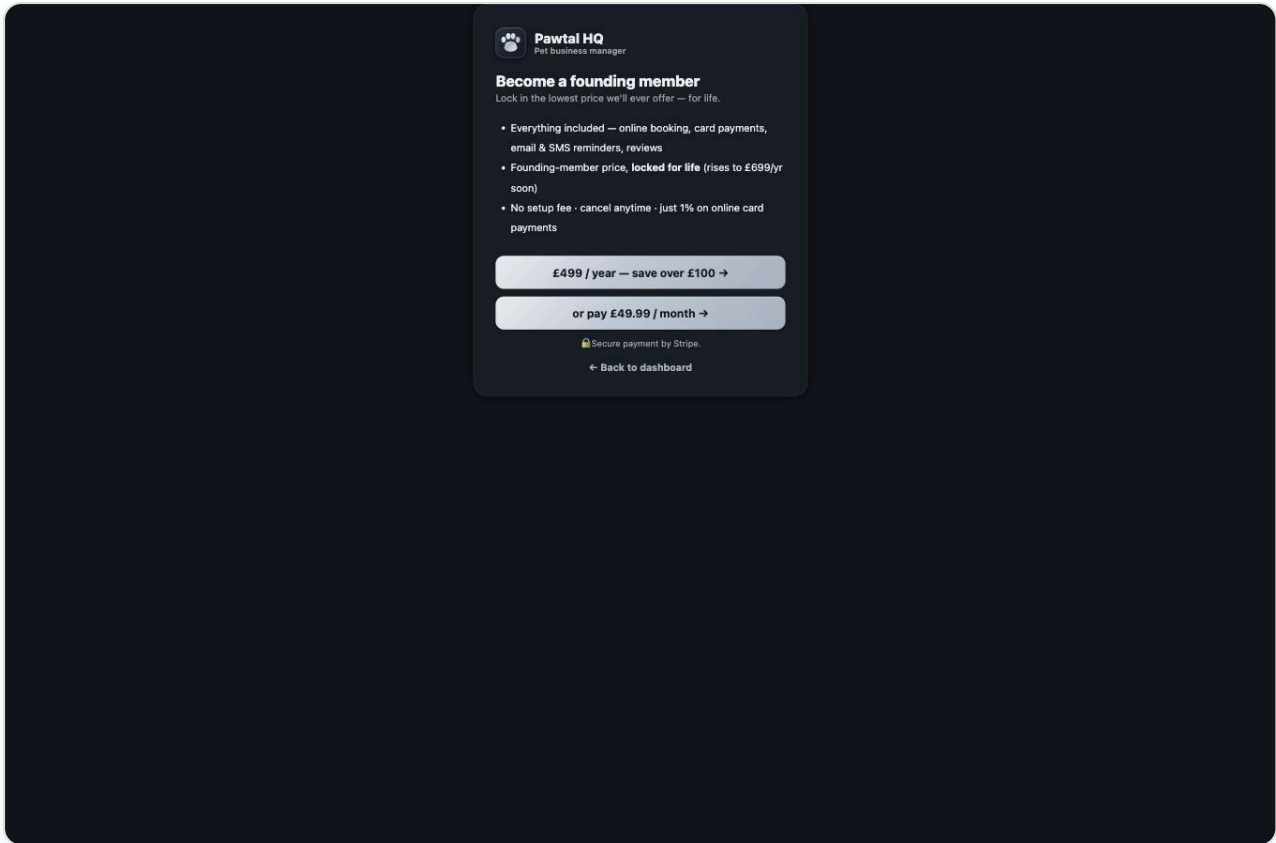 Pawtal HQ
Pet business manager
Become a founding member
Lock in the lowest price we'll ever offer — for life.
• Everything included — online booking, card payments,
email & SMS reminders, reviews
• Founding-member price, locked for life (rises to £699/yr
soon)
• No setup fee · cancel anytime · just 1% on online card
payments
£499 / year — save over £100 →
or pay £49.99 / month →
🔒Secure payment by Stripe.
← Back to dashboard